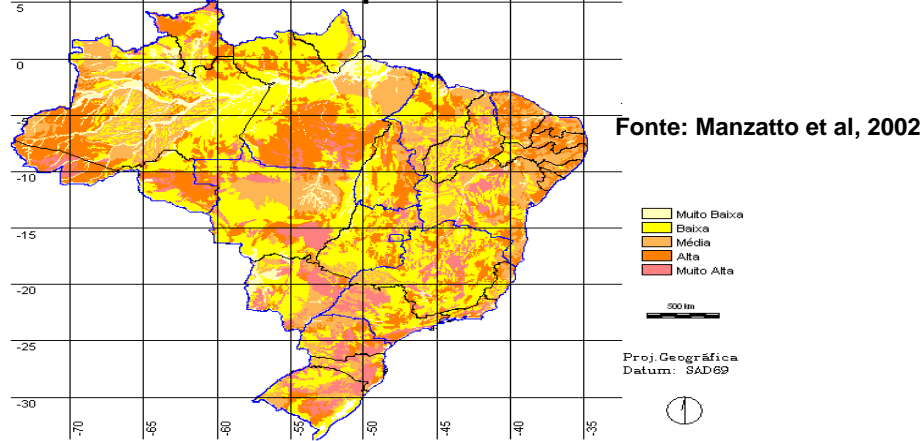 5
0
-5
-10
-15
-20
-25
-30
-70
-65
-60
-55
-50
-45
-40
-35
Fonte: Manzatto et al, 2002
Muito Baixa
Baixa
Média
Alta
Muito Alta
500 km
Proj.Geográfica
Datum: SAD69